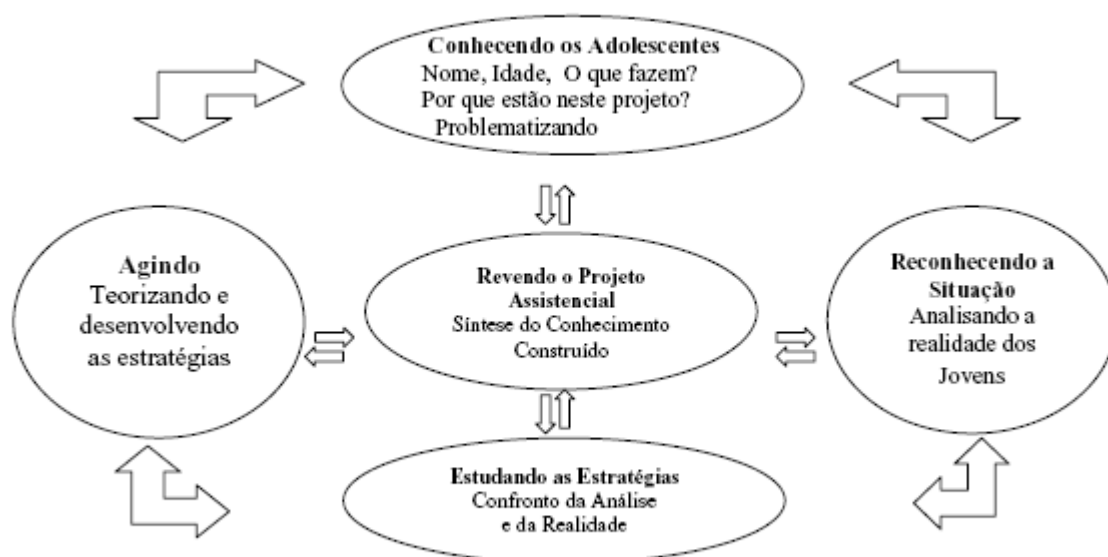 Conhecendo os Adolescentes
Nome, Idade, O que fazem?
Por que estão neste projeto?
Problematizando
Agindo
Teorizando e
desenvolvendo
as estratégias
Revendo o Projeto
Assistencial
Síntese do Conhecimento
Construído
Reconhecendo a
Situação
Analisando a
realidade dos
Jovens
Estudando as Estratégias
Confronto da Análise
e da Realidade